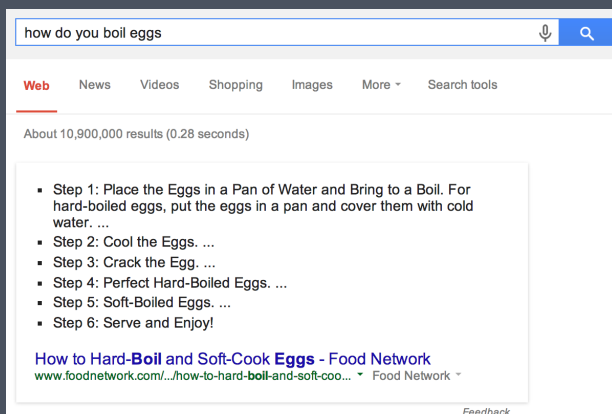 how do you boil eggs
Web News Videos Shopping Images More Search tools
About 10,900,000 results (0.28 seconds)
Step 1: Place the Eggs in a Pan of Water and Bring to a Boil. For
hard-boiled eggs, put the eggs in a pan and cover them with cold
water. ...
Step 2: Cool the Eggs. ...
Step 3: Crack the Egg. ...
Step 4: Perfect Hard-Boiled Eggs. ...
Step 5: Soft-Boiled Eggs. ...
Step 6: Serve and Enjoy!
How to Hard-Boil and Soft-Cook Eggs - Food Network
www.foodnetwork.com/.../how-to-hard-boil-and-soft-coo... Food Network
Feedback